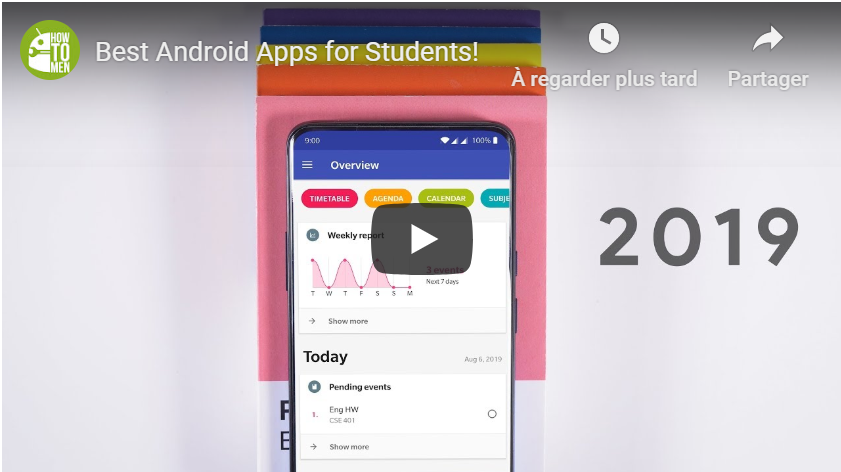 HOW
TO
MEN
Best Android Apps for Students!
À regarder plus tard
Partager
9:00
100%
Overview
TIMETABLE
AGENDA
CALENDAR
SUBJE
Weekly report
3 events
Next 7 days
T W T F S S M
Show more
Today
Aug 6, 2019
Pending events
1.
Eng HW
CSE 401
Show more
2019